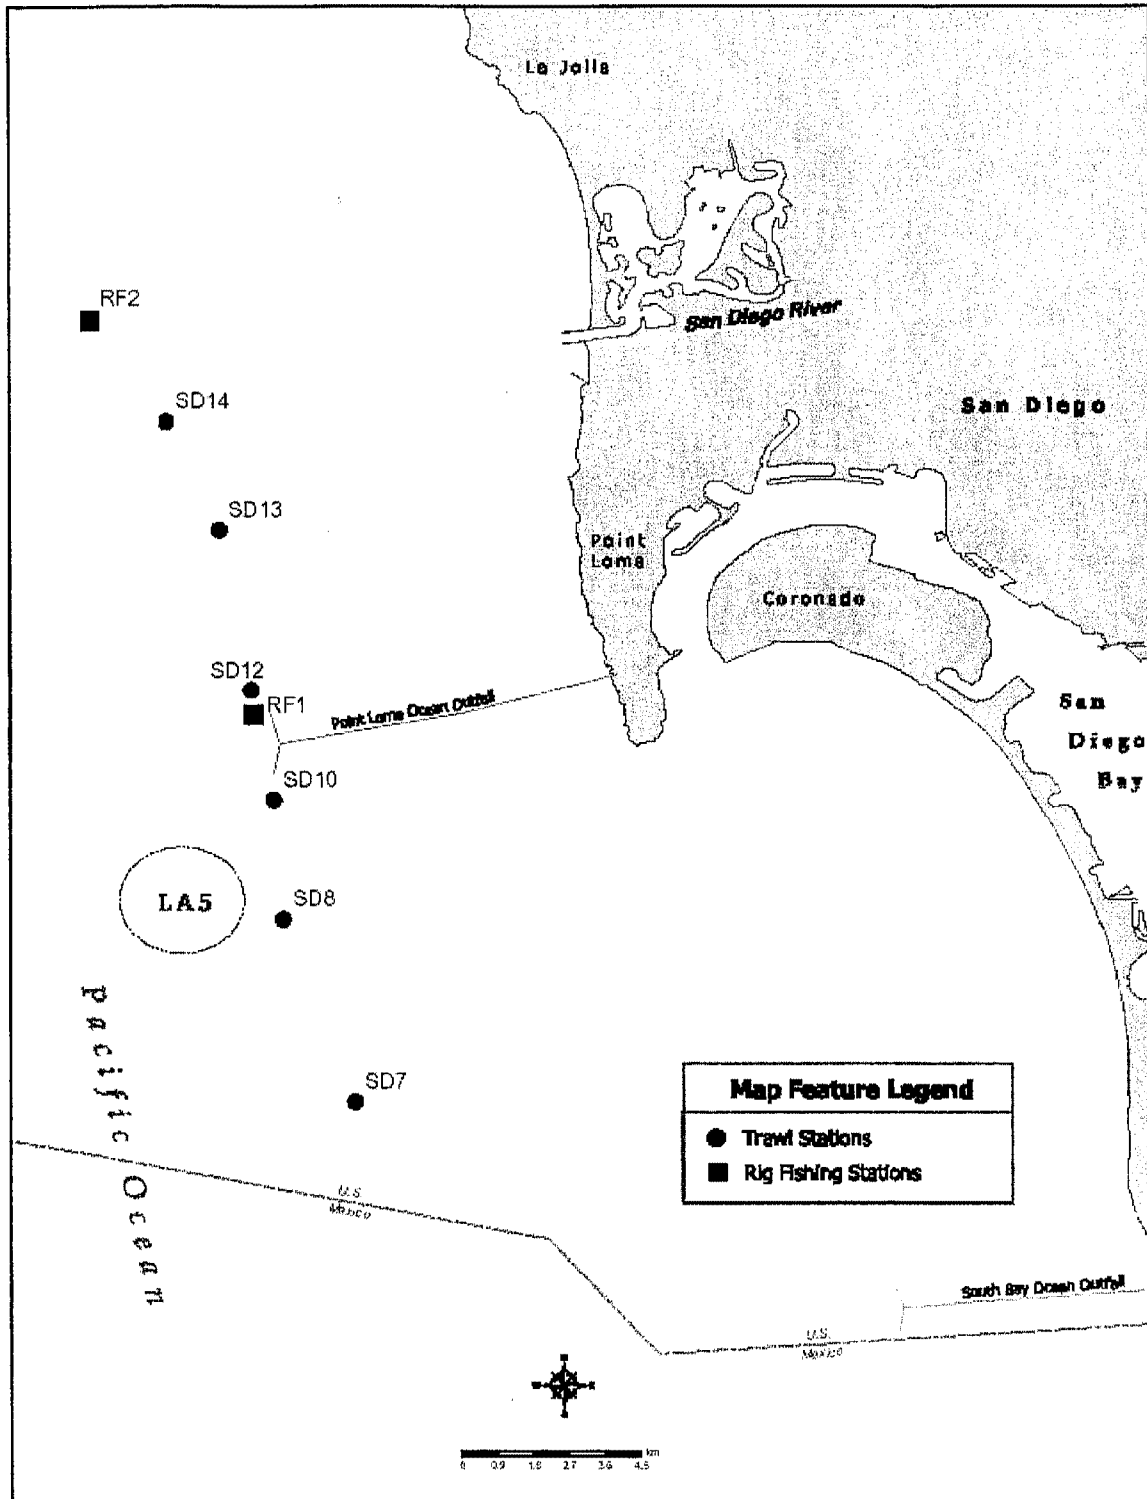 La Jolla
RF2
San Diego River
SD14
San Diego
SD13
Point
Loma
Coronado
SD12
RF1
Point Loma Ocean Outfall
San
Diego
Bay
SD10
LA5
SD8
Pacific Ocean
SD7
Map Feature Legend
Trawl Stations
Rig Fishing Stations
U.S.
Mexico
South Bay Ocean Outfall
U.S.
Mexico
km
0 0.9 1.8 2.7 3.6 4.5